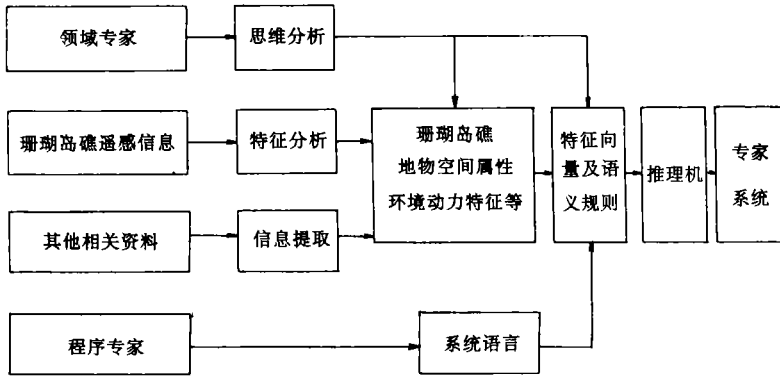 领域专家
思维分析
珊瑚岛礁遥感信息
特征分析
珊瑚岛礁
地物空间属性
环境动力特征等
特征向
量及语
义规则
推理机
专家
系统
其他相关资料
信息提取
程序专家
系统语言